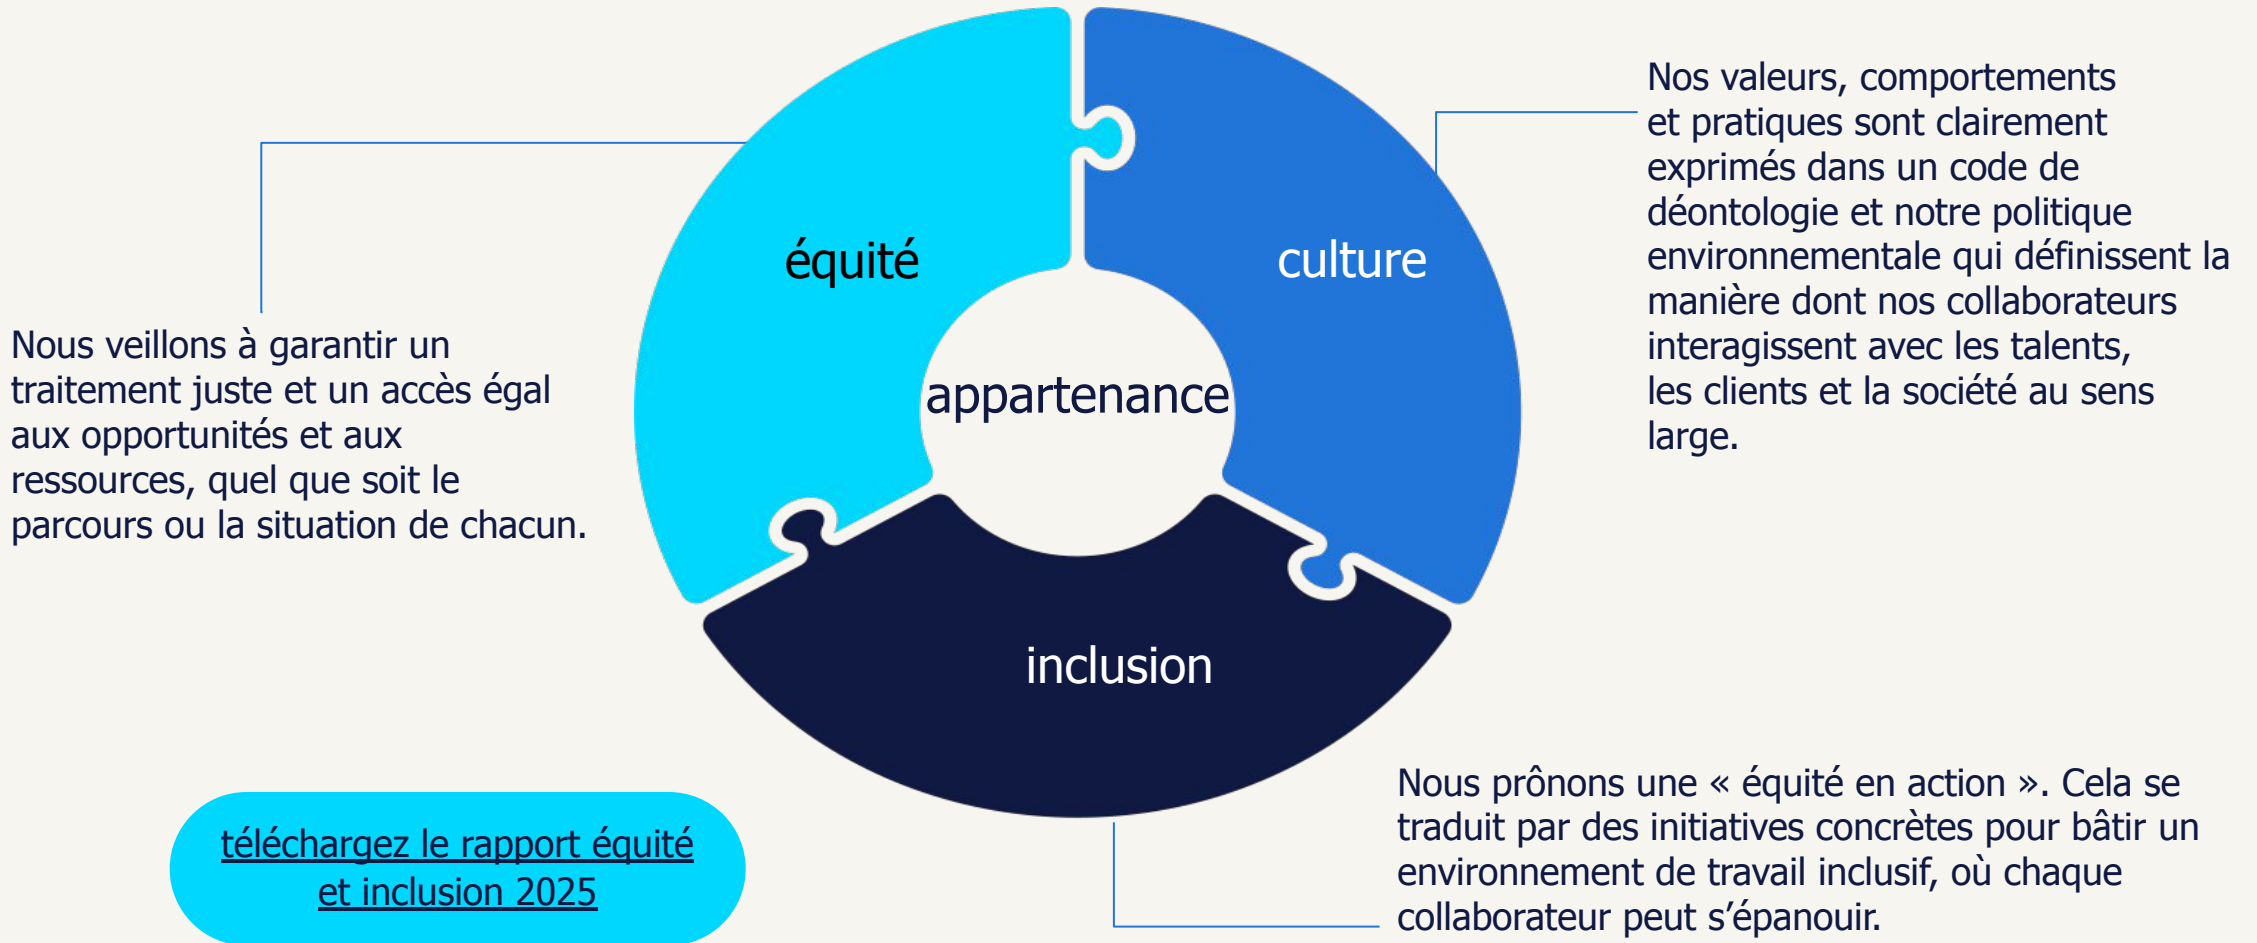 équité
culture
appartenance
inclusion
Nous veillons à garantir un
traitement juste et un accès égal
aux opportunités et aux
ressources, quel que soit le
parcours ou la situation de chacun.
Nos valeurs, comportements
et pratiques sont clairement
exprimés dans un code de
déontologie et notre politique
environnementale qui définissent la
manière dont nos collaborateurs
interagissent avec les talents,
les clients et la société au sens
large.
Nous prônons une « équité en action ». Cela se
traduit par des initiatives concrètes pour bâtir un
environnement de travail inclusif, où chaque
collaborateur peut s’épanouir.
téléchargez le rapport équité
et inclusion 2025